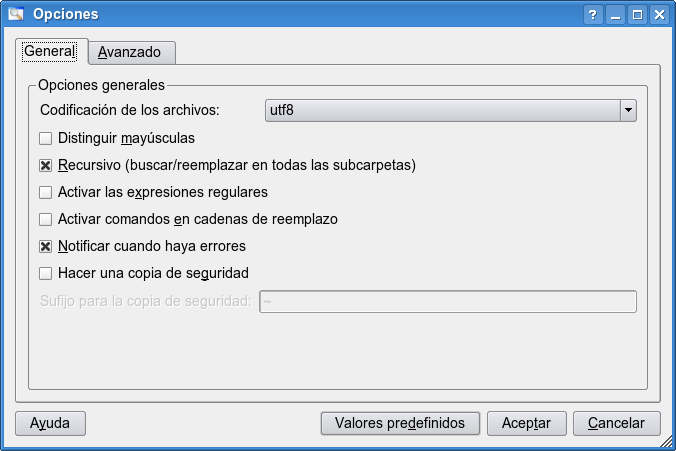 Opciones
General Avanzado
Opciones generales
Codificación de los archivos: utf8
Distinguir mayúsculas
Recursivo (buscar/reemplazar en todas las subcarpetas)
Activar las expresiones regulares
Activar comandos en cadenas de reemplazo
Notificar cuando haya errores
Hacer una copia de seguridad
Sufijo para la copia de seguridad: ~
Ayuda Valores predefinidos Aceptar Cancelar